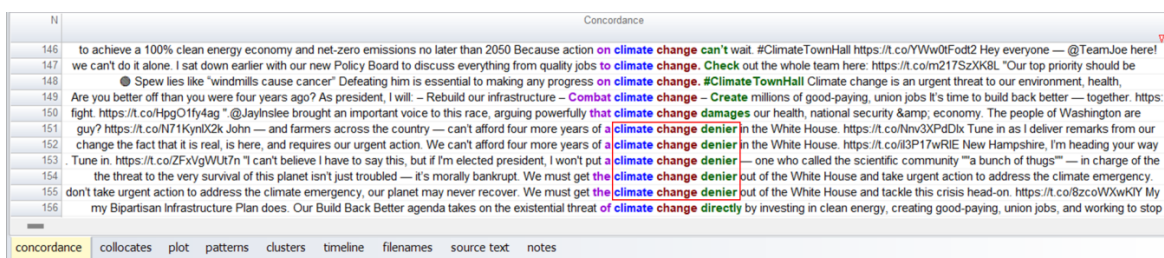 N Concordance
146 to achieve a 100% clean energy economy and net-zero emissions no later than 2050 Because action on climate change can't wait. #ClimateTownHall https://t.co/YWw0tFodt2 Hey everyone — @TeamJoe here!
147 we can't do it alone. I sat down earlier with our new Policy Board to discuss everything from quality jobs to climate change. Check out the whole team here: https://t.co/m217SzXK8L "Our top priority should be
148 Spew lies like "windmills cause cancer" Defeating him is essential to making any progress on climate change. #ClimateTownHall Climate change is an urgent threat to our environment, health,
149 Are you better off than you were four years ago? As president, I will: – Rebuild our infrastructure – Combat climate change – Create millions of good-paying, union jobs It's time to build back better — together. https:
150 fight. https://t.co/HpgO1fy4ag ".@JayInslee brought an important voice to this race, arguing powerfully that climate change damages our health, national security &amp; economy. The people of Washington are
151 guy? https://t.co/N71KynlX2k John — and farmers across the country — can't afford four more years of a climate change denier in the White House. https://t.co/Nnv3XPdDlx Tune in as I deliver remarks from our
152 change the fact that it is real, is here, and requires our urgent action. We can't afford four more years of a climate change denier in the White House. https://t.co/il3P17wRIE New Hampshire, I'm heading your way
153 . Tune in. https://t.co/ZFxVgWUt7n "I can't believe I have to say this, but if I'm elected president, I won't put a climate change denier — one who called the scientific community ""a bunch of thugs"" — in charge of the
154 the threat to the very survival of this planet isn't just troubled — it's morally bankrupt. We must get the climate change denier out of the White House and take urgent action to address the climate emergency.
155 don't take urgent action to address the climate emergency, our planet may never recover. We must get the climate change denier out of the White House and tackle this crisis head-on. https://t.co/8zcoWXwKlY My
156 my Bipartisan Infrastructure Plan does. Our Build Back Better agenda takes on the existential threat of climate change directly by investing in clean energy, creating good-paying, union jobs, and working to stop
concordance collocates plot patterns clusters timeline filenames source text notes